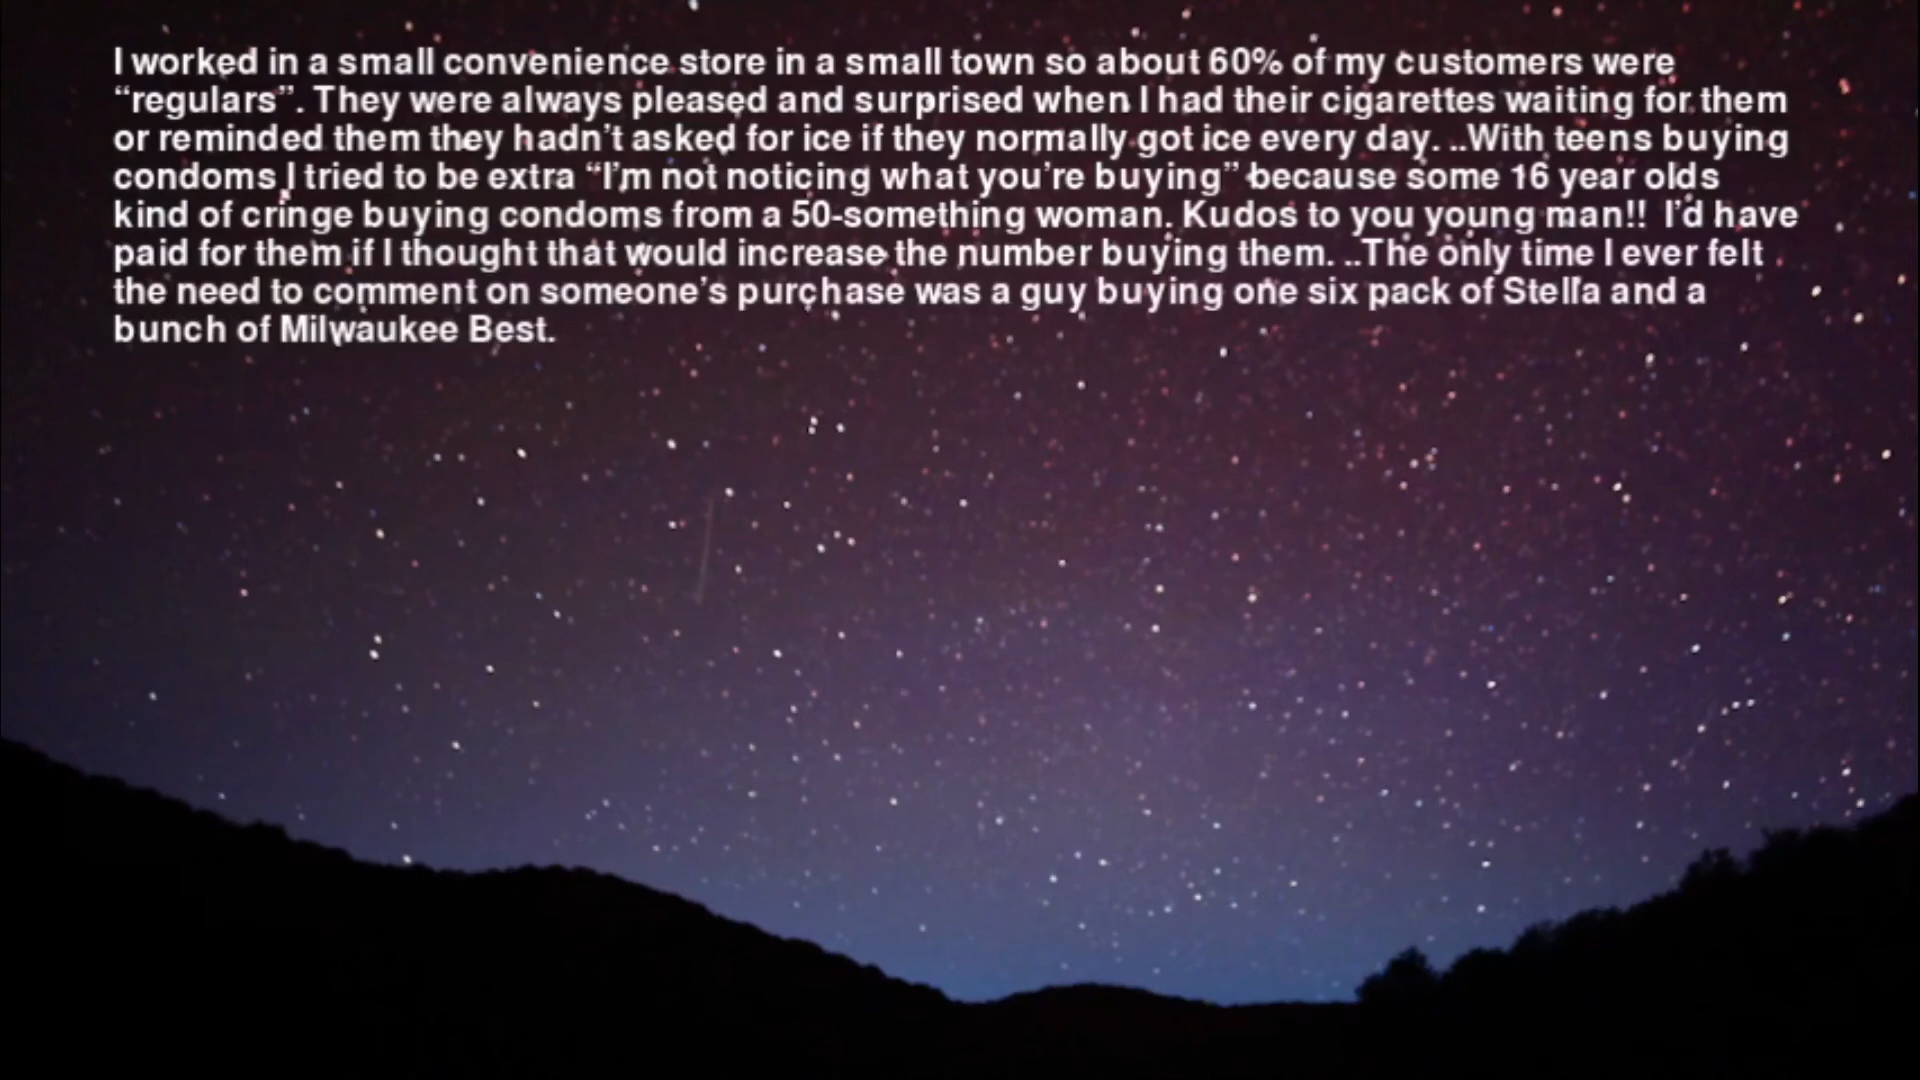 I worked in a small convenience store in a small town so about 60% of my customers were
“regulars”. They were always pleased and surprised when I had their cigarettes waiting for them
or reminded them they hadn’t asked for ice if they normally got ice every day. ..With teens buying
condoms I tried to be extra “I’m not noticing what you’re buying” because some 16 year olds
kind of cringe buying condoms from a 50-something woman. Kudos to you young man!!  I’d have
paid for them if I thought that would increase the number buying them. ..The only time I ever felt
the need to comment on someone’s purchase was a guy buying one six pack of Stella and a
bunch of Milwaukee Best.